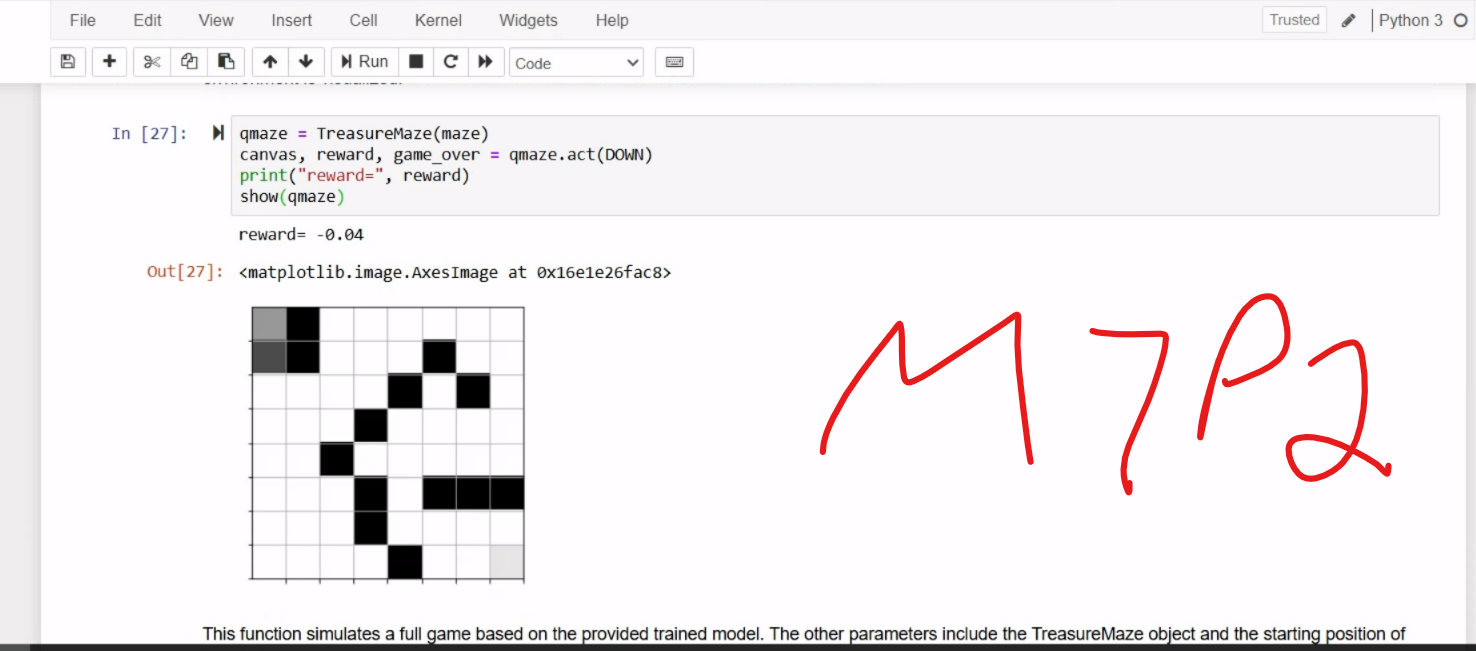 File Edit View Insert Cell Kernel Widgets Help Trusted Python 3
Run Code
In [27]: qmaze = TreasureMaze(maze)
canvas, reward, game_over = qmaze.act(DOWN)
print("reward=", reward)
show(qmaze)
reward= -0.04
Out[27]: <matplotlib.image.AxesImage at 0x16e1e26fac8>
M7P2
This function simulates a full game based on the provided trained model. The other parameters include the TreasureMaze object and the starting position of